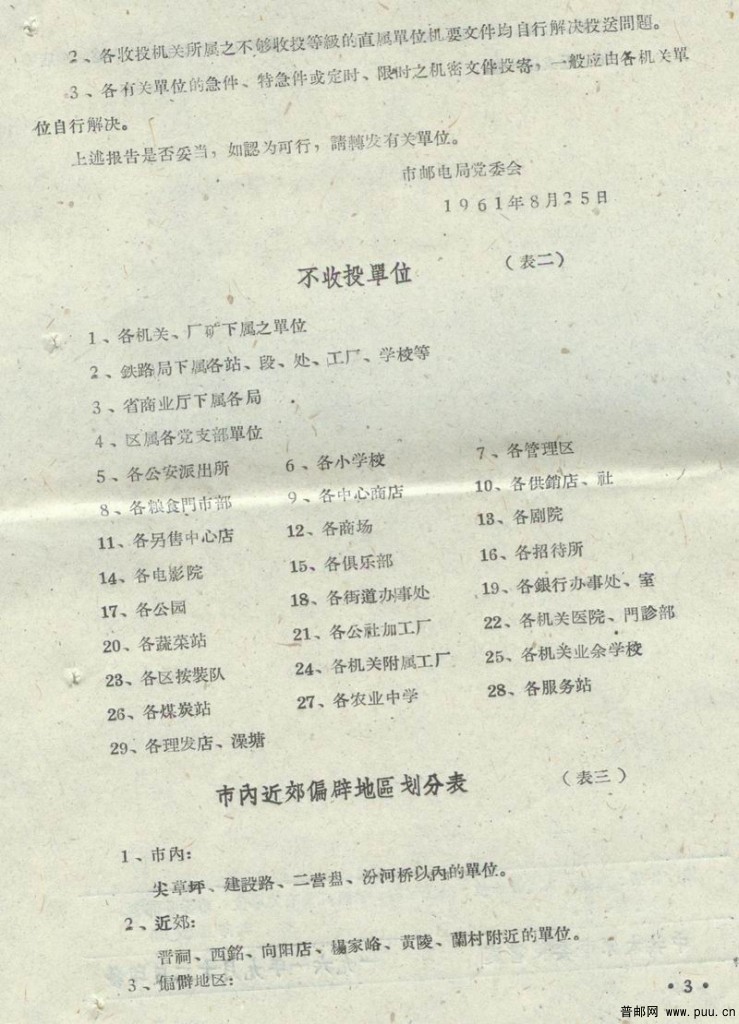 2、各收投机关所属之不够收投等級的直属單位机要文件均自行解决投送問題。
3、各有关單位的急件、特急件或定时、限时之机密文件投寄，一般应由各机关單
位自行解决。
上述报告是否妥当，如認为可行，請轉发有关單位。
市邮电局党委会
1961年8月25日
不收投單位 （表二）
1、各机关、厂矿下属之單位
2、鉄路局下属各站、段、处、工厂、学校等
3、省商业厅下属各局
4、区属各党支部單位
5、各公安派出所 6、各小学校 7、各管理区
8、各粮食門市部 9、各中心商店 10、各供銷店、社
11、各另售中心店 12、各商场 13、各剧院
14、各电影院 15、各俱乐部 16、各招待所
17、各公园 18、各街道办事处 19、各銀行办事处、室
20、各蔬菜站 21、各公社加工厂 22、各机关医院、門診部
23、各区按裝队 24、各机关附属工厂 25、各机关业余学校
26、各煤炭站 27、各农业中学 28、各服务站
29、各理发店、澡塘
市內近郊偏辟地區划分表 （表三）
1、市內：
尖草坪、建設路、二营盘、汾河桥以內的單位。
2、近郊：
晋祠、西銘、向阳店、楊家峪、黃陵、蘭村附近的單位。
3、偏僻地区：
• 3 •
普邮网 www.puu.cn